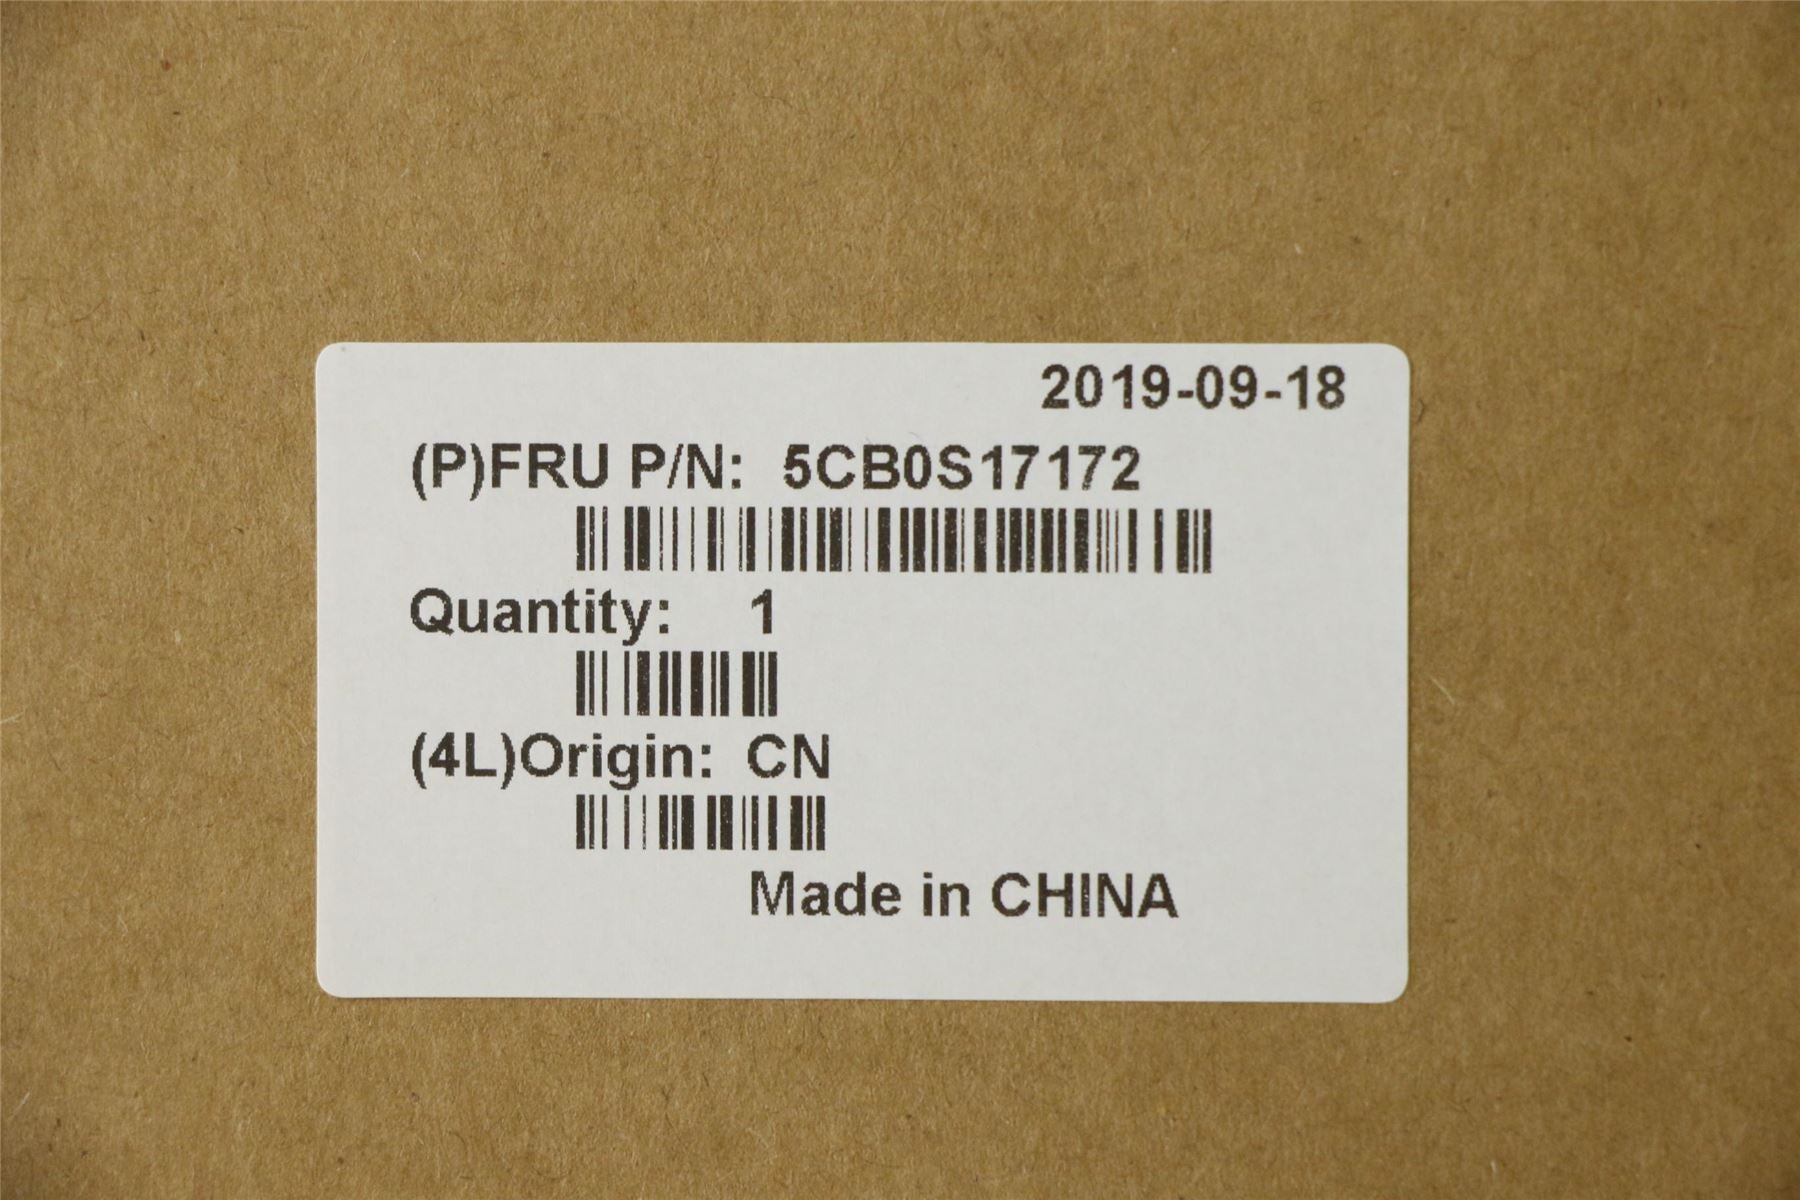 2019-09-18
(P)FRU P/N: 5CB0S17172
Quantity: 1
(4L)Origin: CN
Made in CHINA